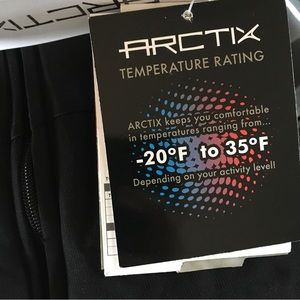 ARCTIX
ARCTIX
TEMPERATURE RATING
ARCTIX keeps you comfortable
in temperatures ranging from...
-20°F to 35°F
Depending on your activity level!